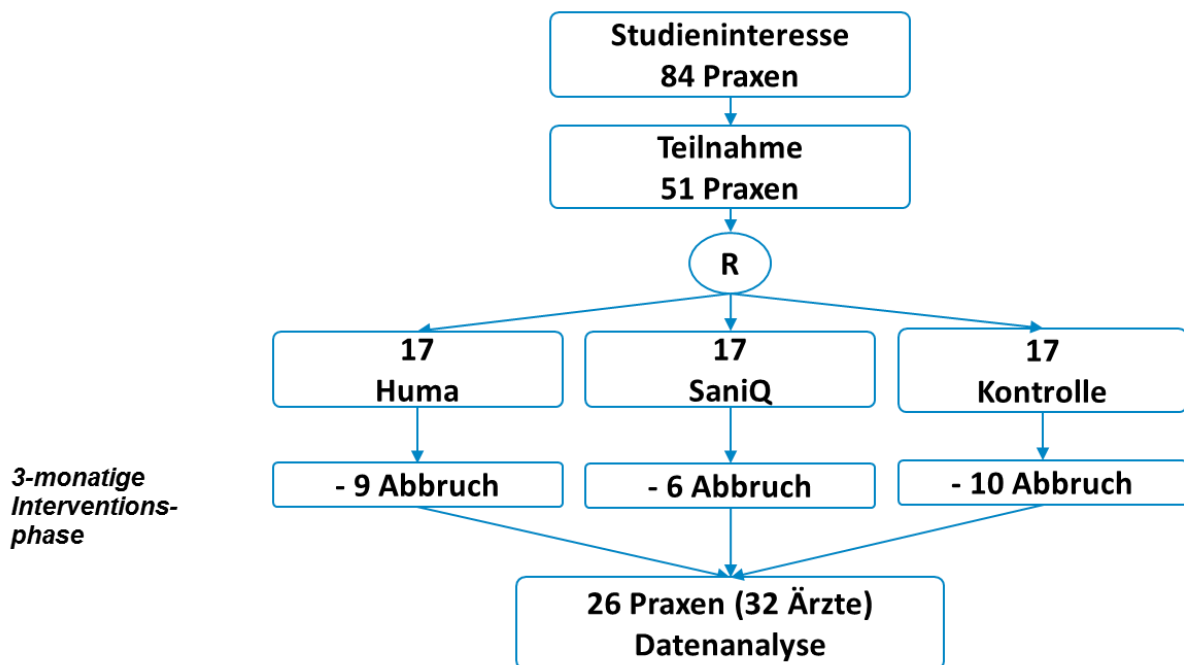 Studieninteresse
84 Praxen
Teilnahme
51 Praxen
R
17
Huma
17
SaniQ
17
Kontrolle
3-monatige
Interventions-
phase
- 9 Abbruch
- 6 Abbruch
- 10 Abbruch
26 Praxen (32 Ärzte)
Datenanalyse